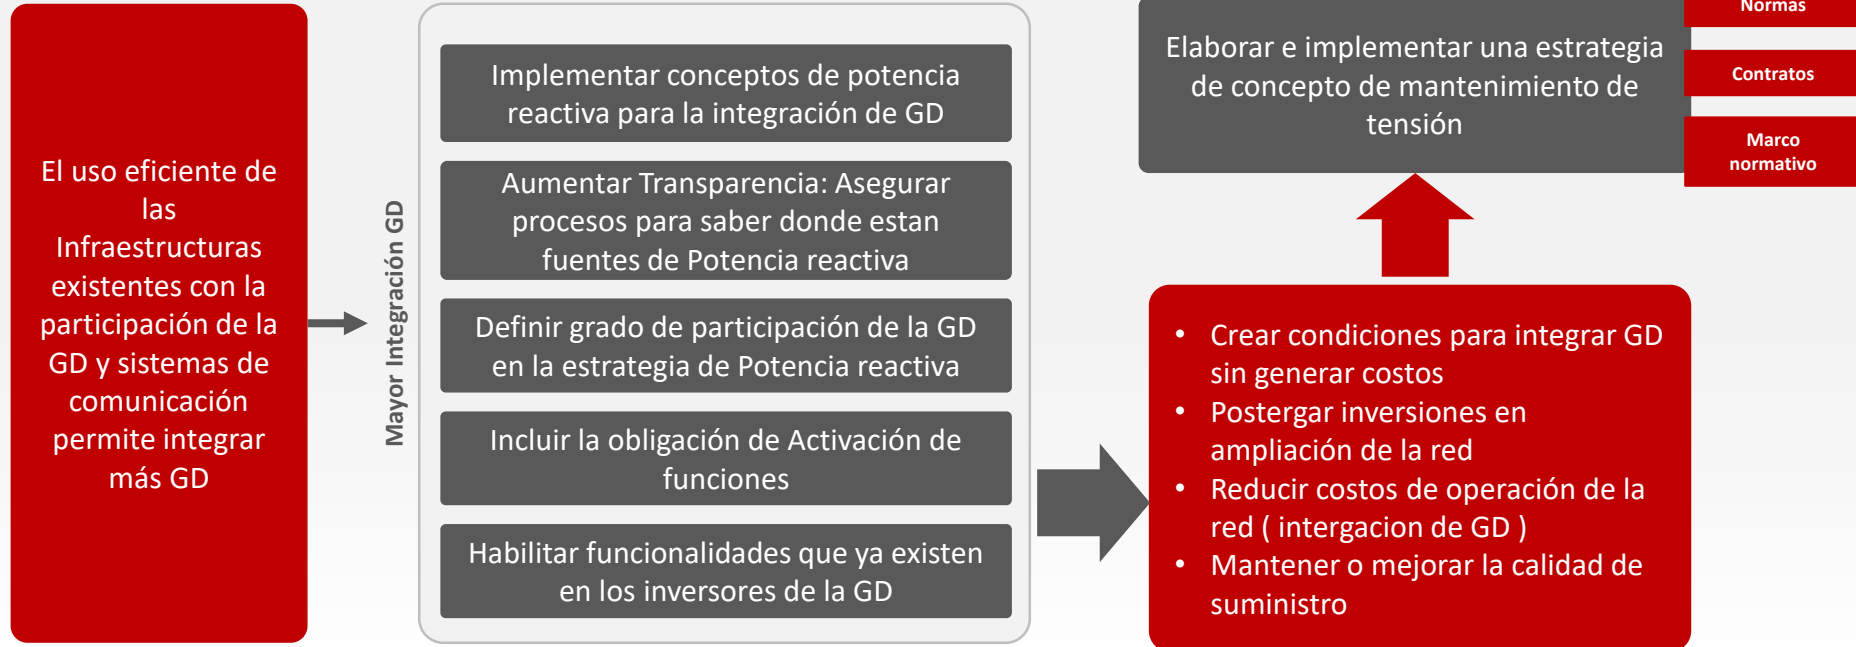 El uso eficiente de
las
Infraestructuras
existentes con la
participación de la
GD y sistemas de
comunicación
permite integrar
más GD
Mayor Integración GD
Implementar conceptos de potencia
reactiva para la integración de GD
Aumentar Transparencia: Asegurar
procesos para saber donde estan
fuentes de Potencia reactiva
Definir grado de participación de la GD
en la estrategia de Potencia reactiva
Incluir la obligación de Activación de
funciones
Habilitar funcionalidades que ya existen
en los inversores de la GD
Elaborar e implementar una estrategia
de concepto de mantenimiento de
tensión
Normas
Contratos
Marco
normativo
• Crear condiciones para integrar GD
sin generar costos
• Postergar inversiones en
ampliación de la red
• Reducir costos de operación de la
red ( intergacion de GD )
• Mantener o mejorar la calidad de
suministro